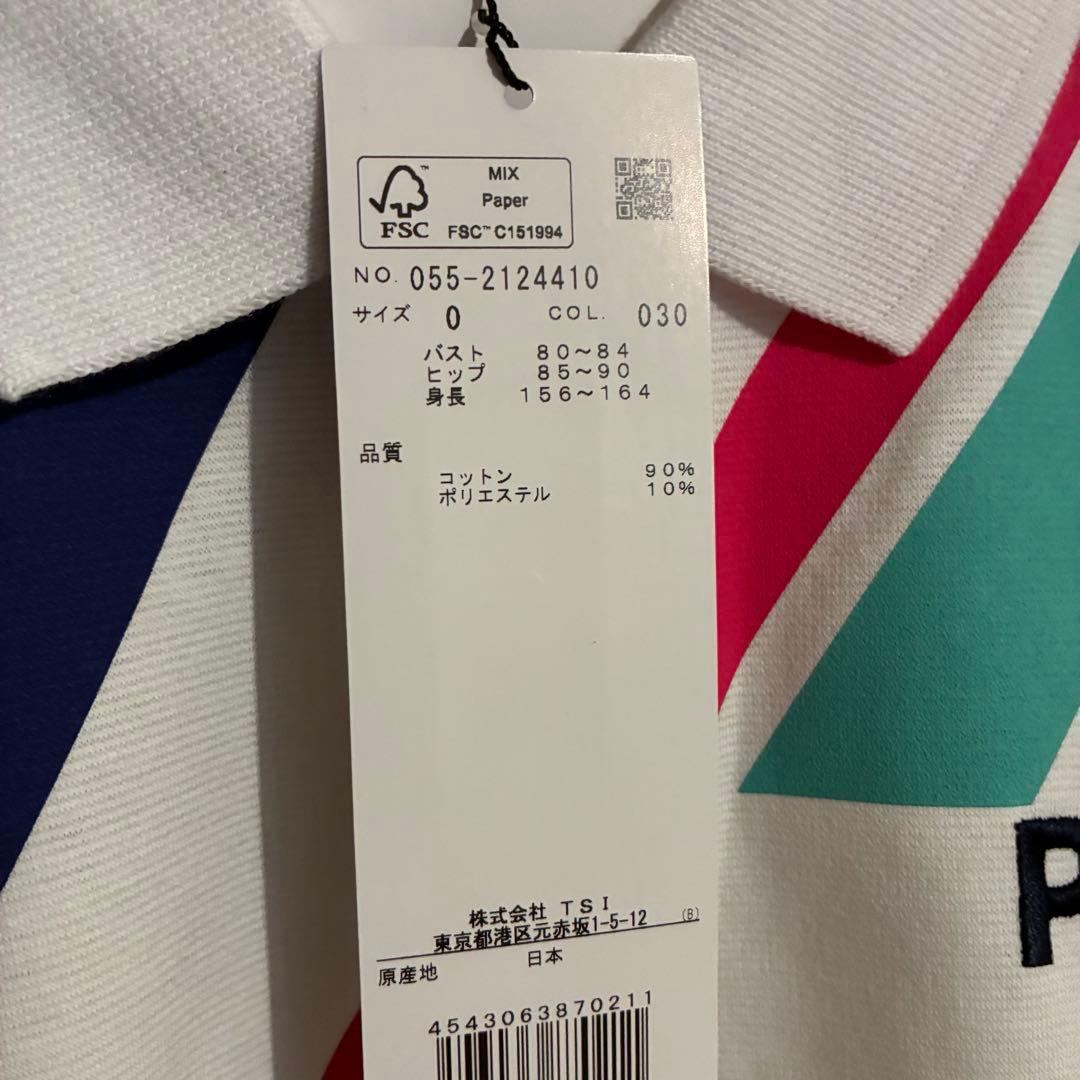 MIX
Paper
FSC™ C151994
FSC™
NO. 055-2124410
サイズ 0 COL. 030
バスト 80～84
ヒップ 85～90
身長 156～164
品質
コットン 90%
ポリエステル 10%
株式会社 TSI
東京都港区元赤坂1-5-12 (B)
原産地 日本
4543063870211
P